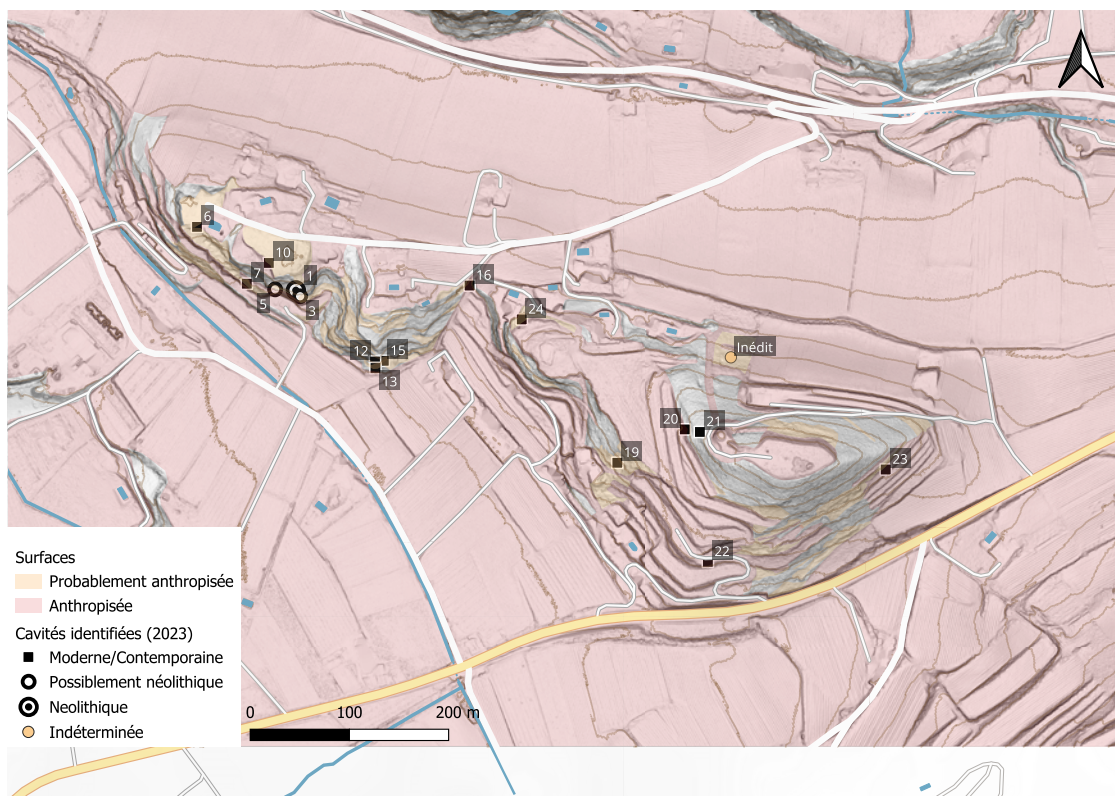 6
10
7
1
5
3
16
24
12
15
13
Inédit
20
21
19
23
22
Surfaces
Probablement anthropisée
Anthropisée
Cavités identifiées (2023)
Moderne/Contemporaine
Possiblement néolithique
Neolithique
Indéterminée
0 100 200 m